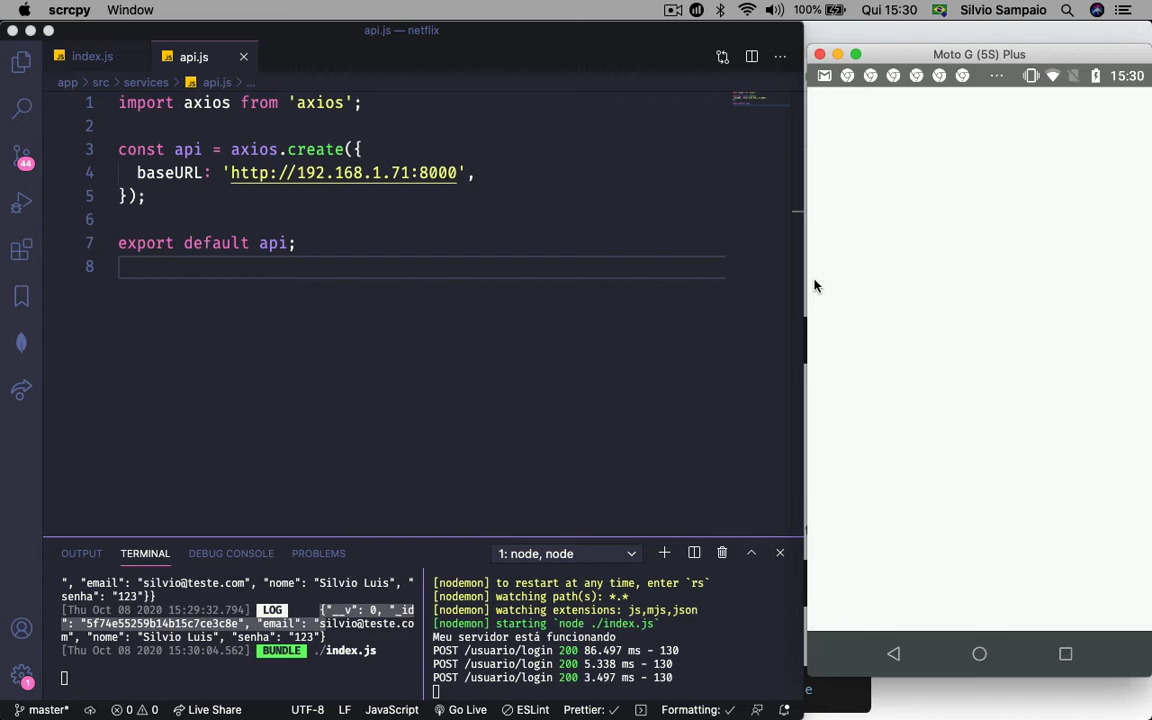 scrcpy Window 100% Qui 15:30 Silvio Sampaio
api.js — netflix
Moto G (5S) Plus
index.js api.js
15:30
app > src > services > api.js > ...
1 import axios from 'axios';
2
3 const api = axios.create({
4 baseURL: 'http://192.168.1.71:8000',
5 });
6
7 export default api;
8
44
OUTPUT TERMINAL DEBUG CONSOLE PROBLEMS 1: node, node
", "email": "silvio@teste.com", "nome": "Silvio Luis", "
senha": "123"}}
[Thu Oct 08 2020 15:29:32.794] LOG {"__v": 0, "_id
": "5f74e55259b14b15c7ce3c8e", "email": "silvio@teste.co
m", "nome": "Silvio Luis", "senha": "123"}
[Thu Oct 08 2020 15:30:04.562] BUNDLE ./index.js
[nodemon] to restart at any time, enter `rs`
[nodemon] watching path(s): *.*
[nodemon] watching extensions: js,mjs,json
[nodemon] starting `node ./index.js`
Meu servidor está funcionando
POST /usuario/login 200 86.497 ms - 130
POST /usuario/login 200 5.338 ms - 130
POST /usuario/login 200 3.497 ms - 130
1
master* 0 0 Live Share UTF-8 LF JavaScript Go Live ESLint Prettier: ✓ Formatting: ✓
e